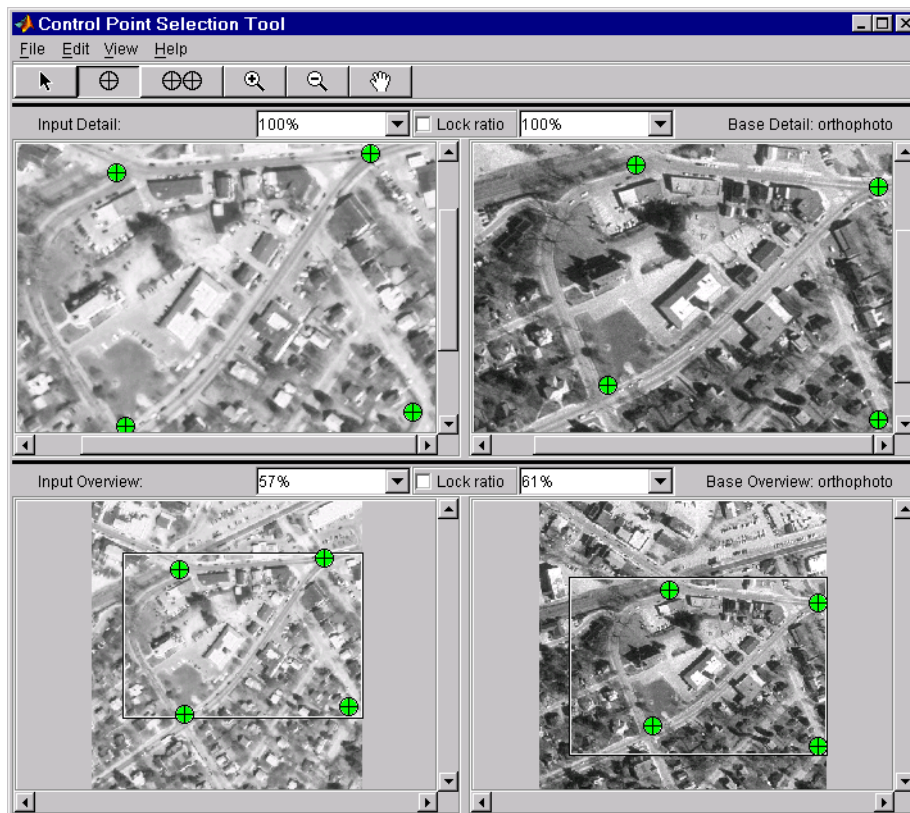 Control Point Selection Tool
File Edit View Help
Input Detail: 100% Lock ratio 100% Base Detail: orthophoto
Input Overview: 57% Lock ratio 61% Base Overview: orthophoto